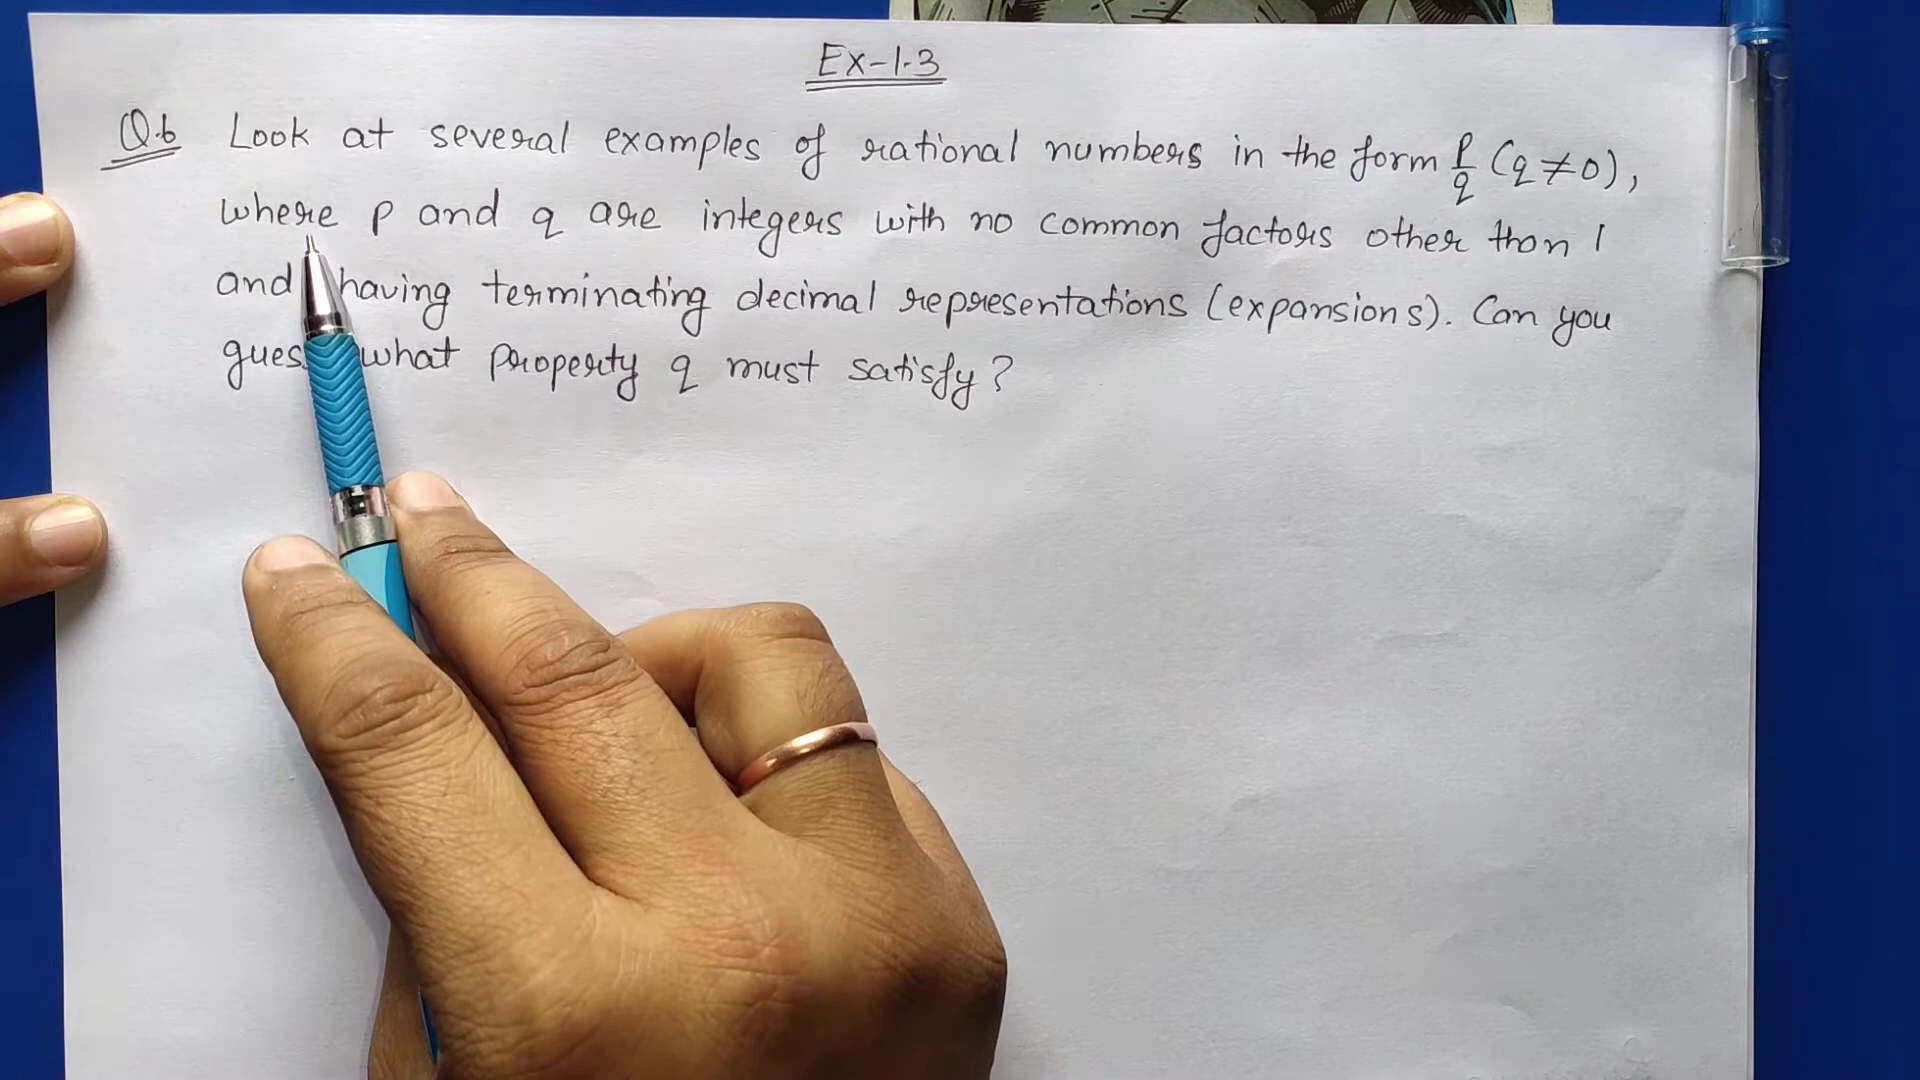 Ex-1.3
Q.6 Look at several examples of rational numbers in the form p/q (q≠0),
where p and q are integers with no common factors other than 1
and having terminating decimal representations (expansions). Can you
gues what property q must satisfy?